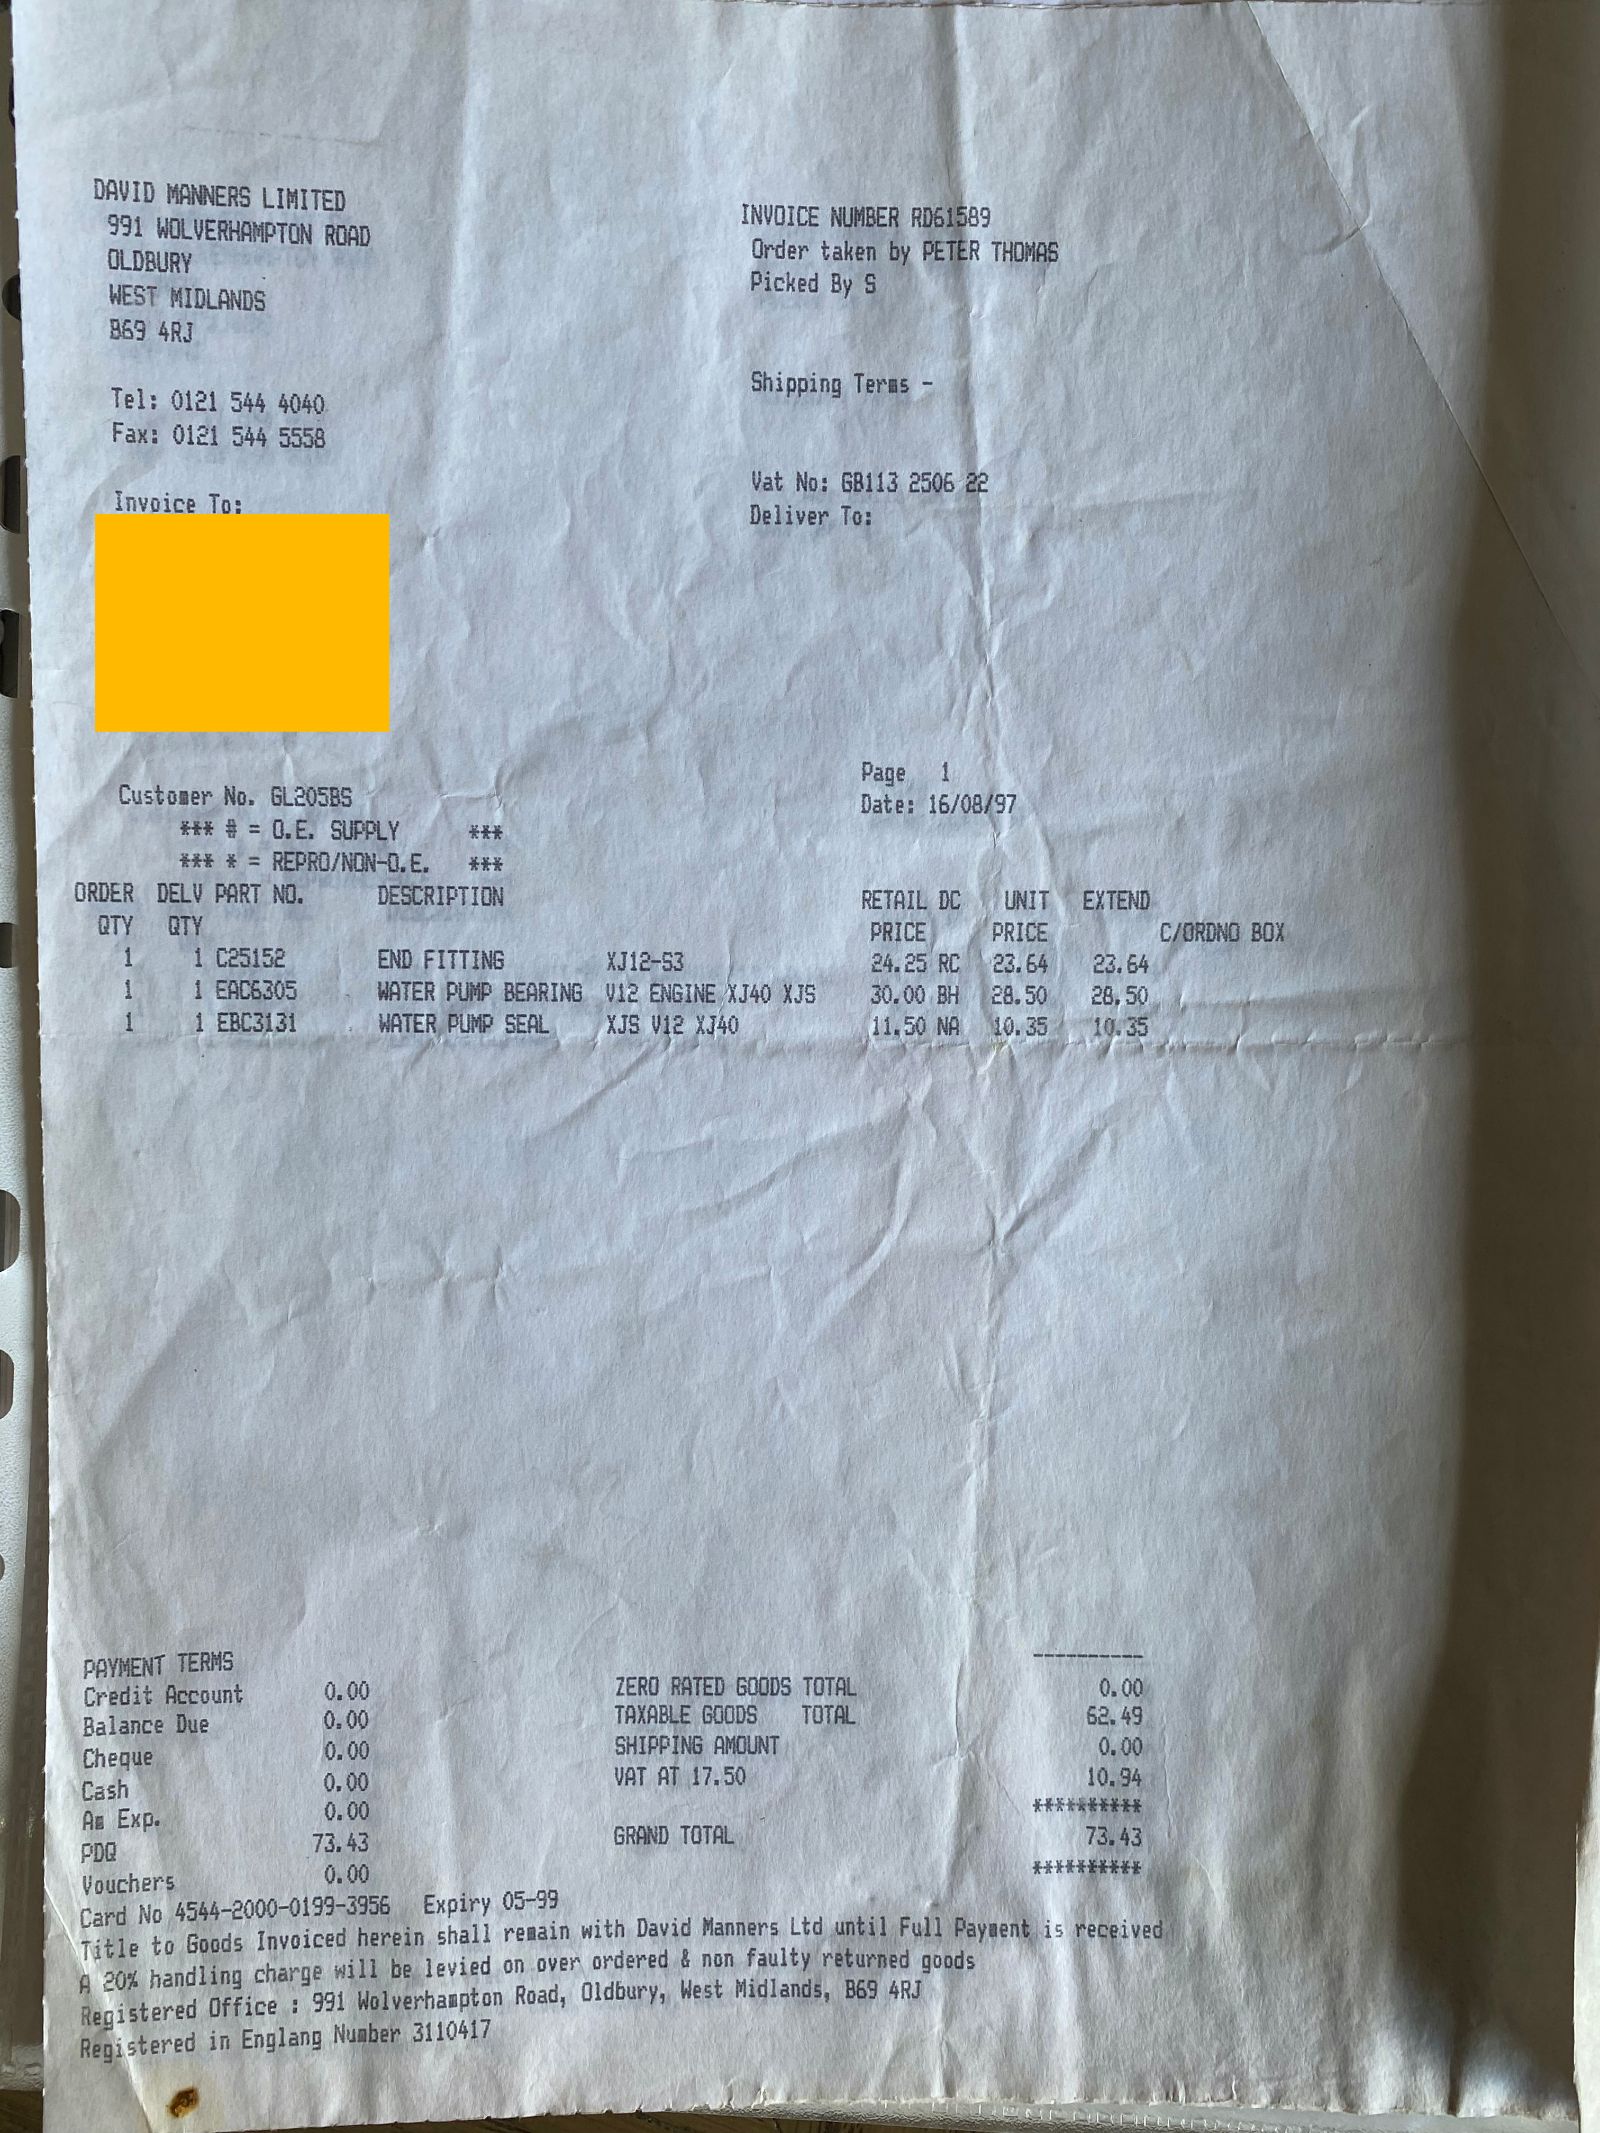 DAVID MANNERS LIMITED
991 WOLVERHAMPTON ROAD
OLDBURY
WEST MIDLANDS
B69 4RJ
Tel: 0121 544 4040
Fax: 0121 544 5558
Invoice To:
INVOICE NUMBER RD61589
Order taken by PETER THOMAS
Picked By S
Shipping Terms -
Vat No: GB113 2506 22
Deliver To:
Page 1
Date: 16/08/97
Customer No. GL205BS
*** # = O.E. SUPPLY ***
*** * = REPRO/NON-O.E. ***
ORDER DELV PART NO. DESCRIPTION RETAIL DC UNIT EXTEND
QTY QTY PRICE PRICE C/ORDNO BOX
1 1 C25152 END FITTING XJ12-S3 24.25 RC 23.64 23.64
1 1 EAC6305 WATER PUMP BEARING V12 ENGINE XJ40 XJS 30.00 BH 28.50 28.50
1 1 EBC3131 WATER PUMP SEAL XJS V12 XJ40 11.50 NA 10.35 10.35
PAYMENT TERMS
Credit Account 0.00
Balance Due 0.00
Cheque 0.00
Cash 0.00
Am Exp. 0.00
PDQ 73.43
Vouchers 0.00
ZERO RATED GOODS TOTAL 0.00
TAXABLE GOODS TOTAL 62.49
SHIPPING AMOUNT 0.00
VAT AT 17.50 10.94
**********
GRAND TOTAL 73.43
**********
Card No 4544-2000-0199-3956 Expiry 05-99
Title to Goods Invoiced herein shall remain with David Manners Ltd until Full Payment is received
A 20% handling charge will be levied on over ordered & non faulty returned goods
Registered Office : 991 Wolverhampton Road, Oldbury, West Midlands, B69 4RJ
Registered in Englang Number 3110417